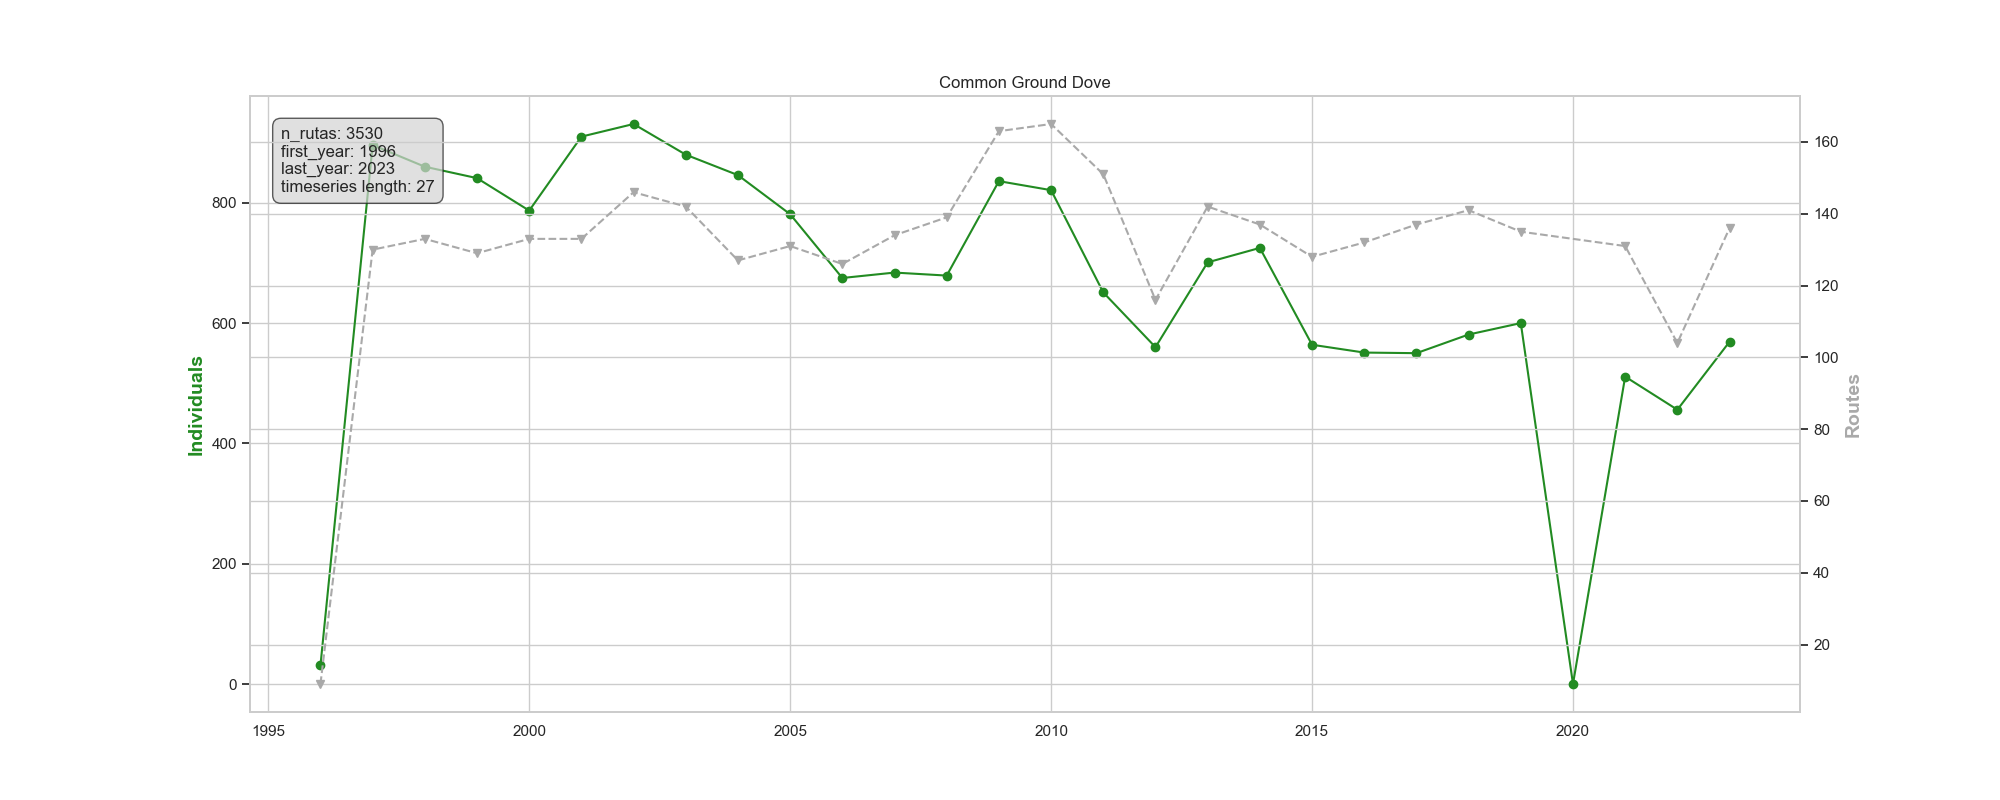 Common Ground Dove
n_rutas: 3530
first_year: 1996
last_year: 2023
timeseries length: 27
Individuals
800
600
400
200
0
160
140
120
100
80
60
40
20
Routes
1995 2000 2005 2010 2015 2020